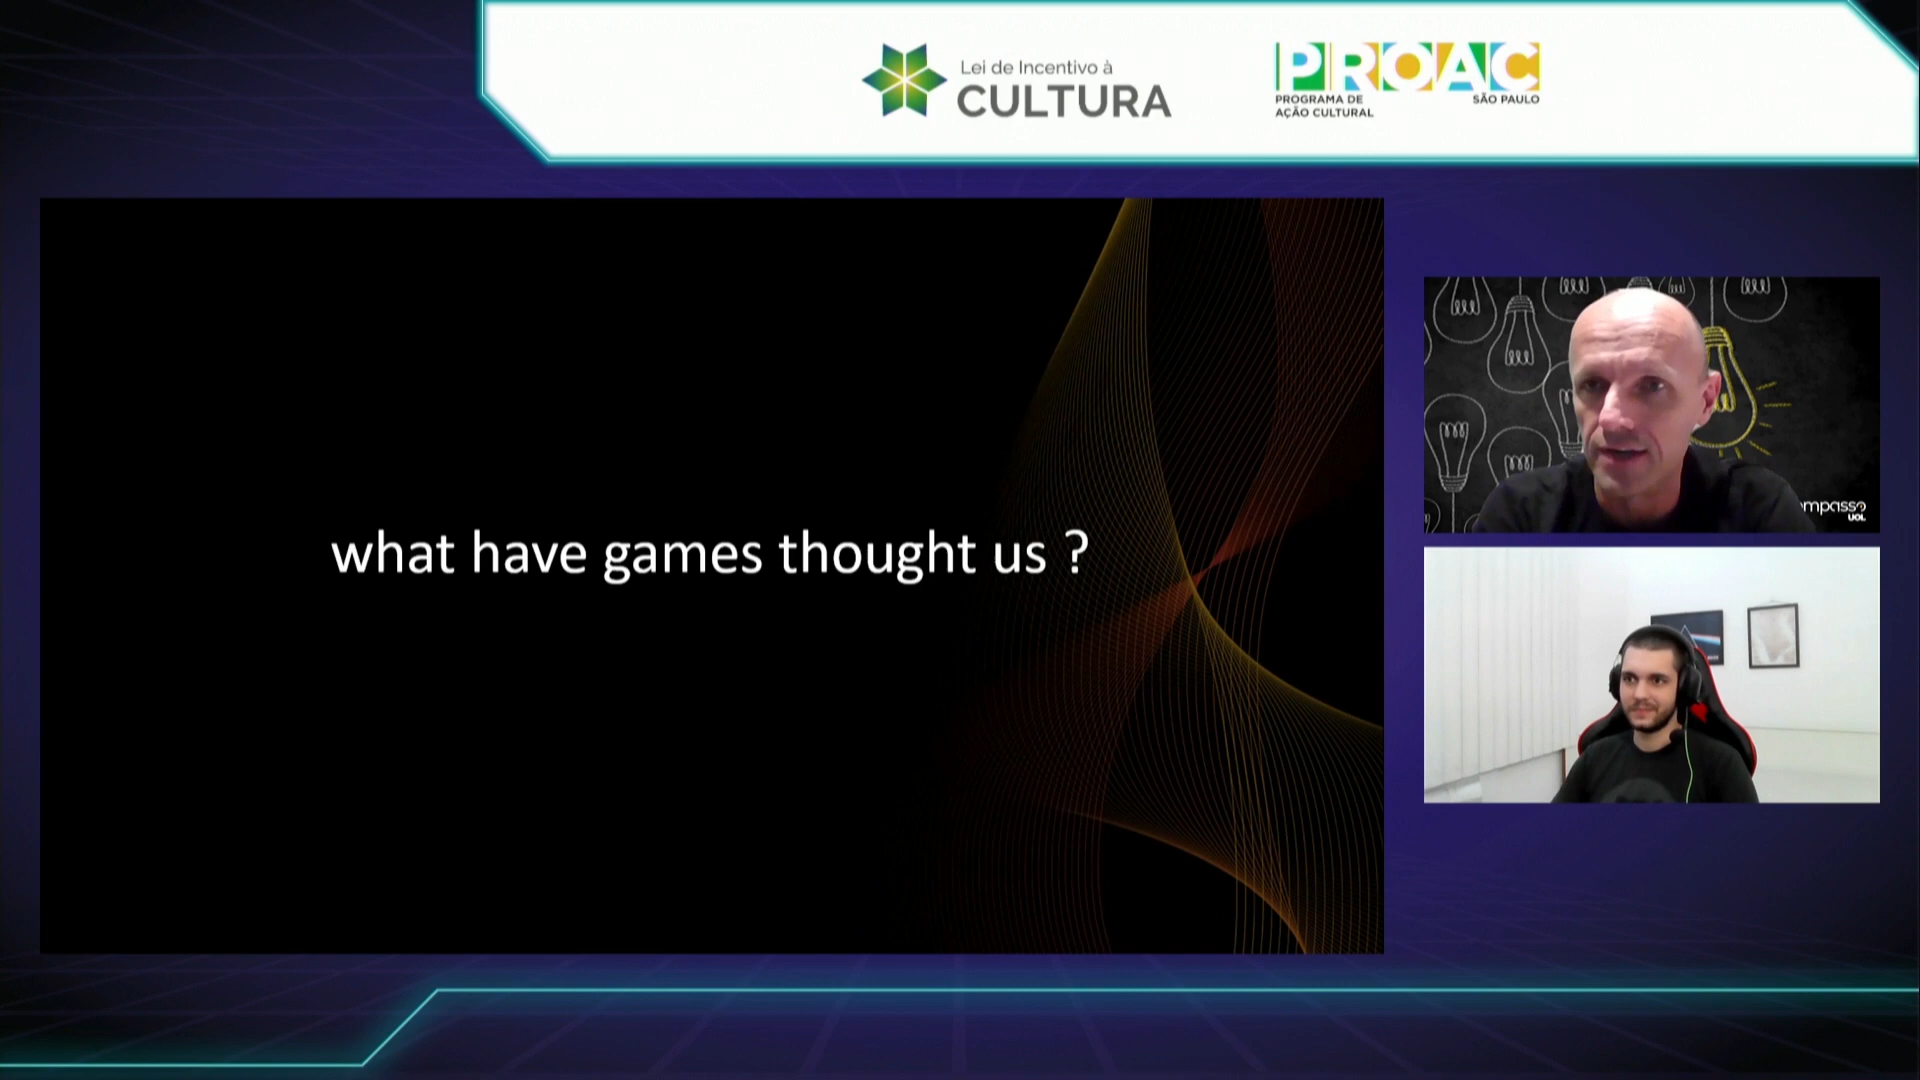 Lei de Incentivo à
CULTURA
PROAC
PROGRAMA DE
AÇÃO CULTURAL
SÃO PAULO
what have games thought us ?
mpasso
UOL